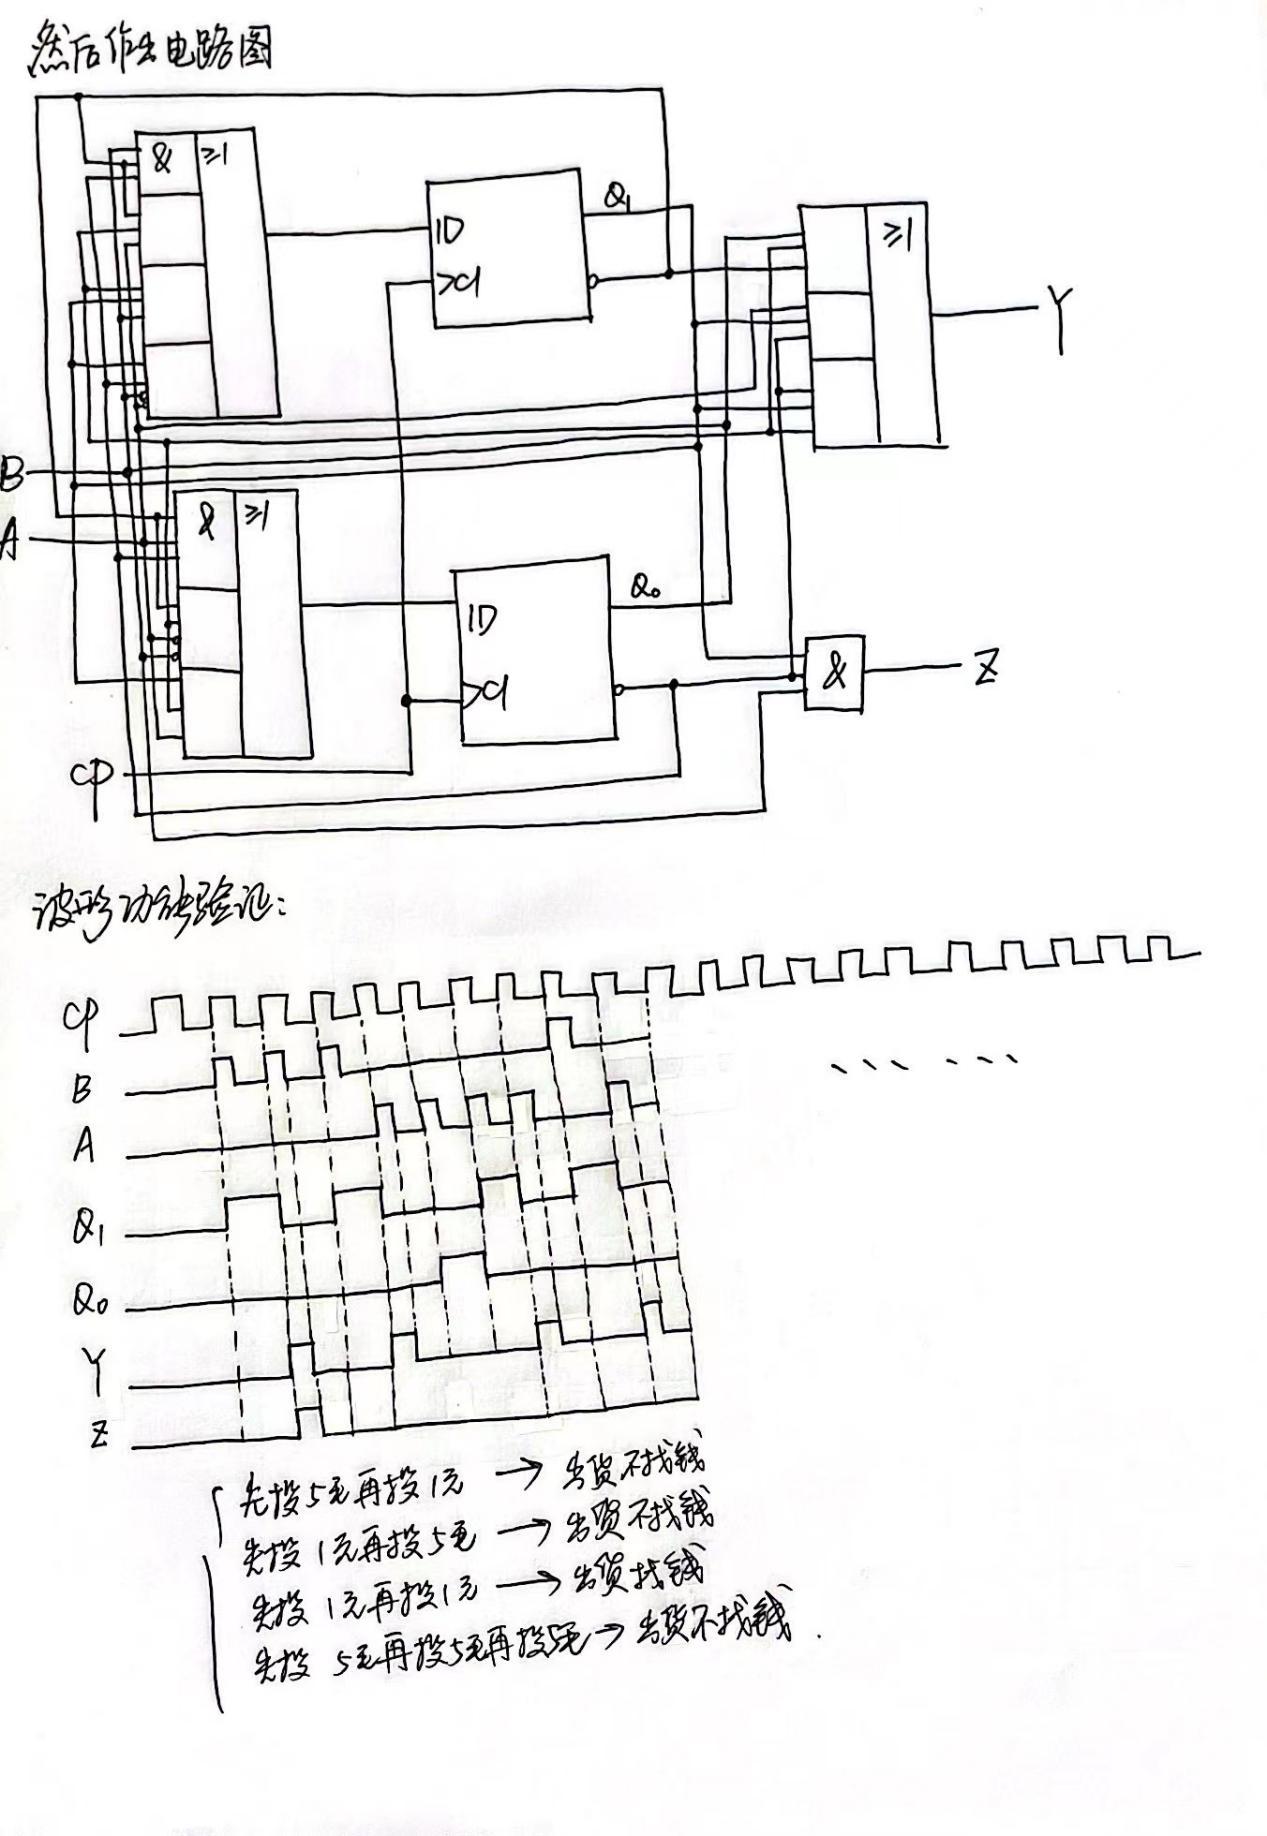 然后作出电路图
& ≥1
Q₁
≥1
1D
>C1
Y
B
& ≥1
A
Q₀
1D
>C1
& Z
CP
波形功能验证:
CP
B
A
Q₁
Q₀
Y
Z
先投5毛再投1元 → 出货不找钱
先投1元再投5毛 → 出货不找钱
先投1元再投1元 → 出货找钱
先投5毛再投5毛再投5毛 → 出货不找钱.